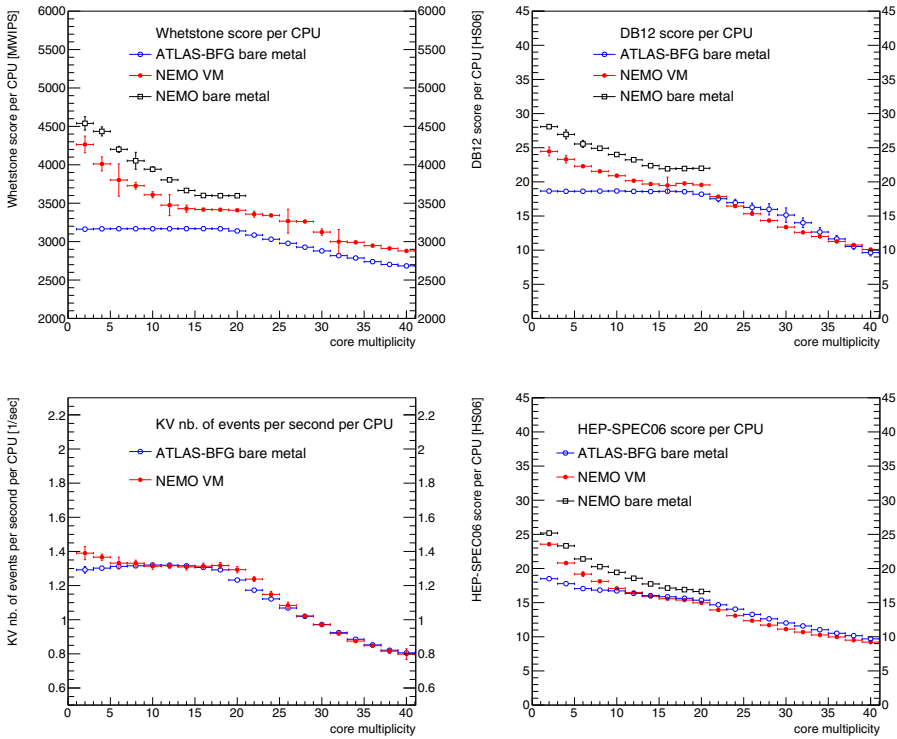 Whetstone score per CPU [MWIPS]
6000
5500
5000
4500
4000
3500
3000
2500
2000
Whetstone score per CPU
ATLAS-BFG bare metal
NEMO VM
NEMO bare metal
6000
5500
5000
4500
4000
3500
3000
2500
2000
0 5 10 15 20 25 30 35 40
core multiplicity
DB12 score per CPU [HS06]
45
40
35
30
25
20
15
10
5
0
DB12 score per CPU
ATLAS-BFG bare metal
NEMO VM
NEMO bare metal
45
40
35
30
25
20
15
10
5
0
0 5 10 15 20 25 30 35 40
core multiplicity
KV nb. of events per second per CPU [1/sec]
2.2
2
1.8
1.6
1.4
1.2
1
0.8
0.6
KV nb. of events per second per CPU
ATLAS-BFG bare metal
NEMO VM
2.2
2
1.8
1.6
1.4
1.2
1
0.8
0.6
0 5 10 15 20 25 30 35 40
core multiplicity
HEP-SPEC06 score per CPU [HS06]
45
40
35
30
25
20
15
10
5
0
HEP-SPEC06 score per CPU
ATLAS-BFG bare metal
NEMO VM
NEMO bare metal
45
40
35
30
25
20
15
10
5
0
0 5 10 15 20 25 30 35 40
core multiplicity